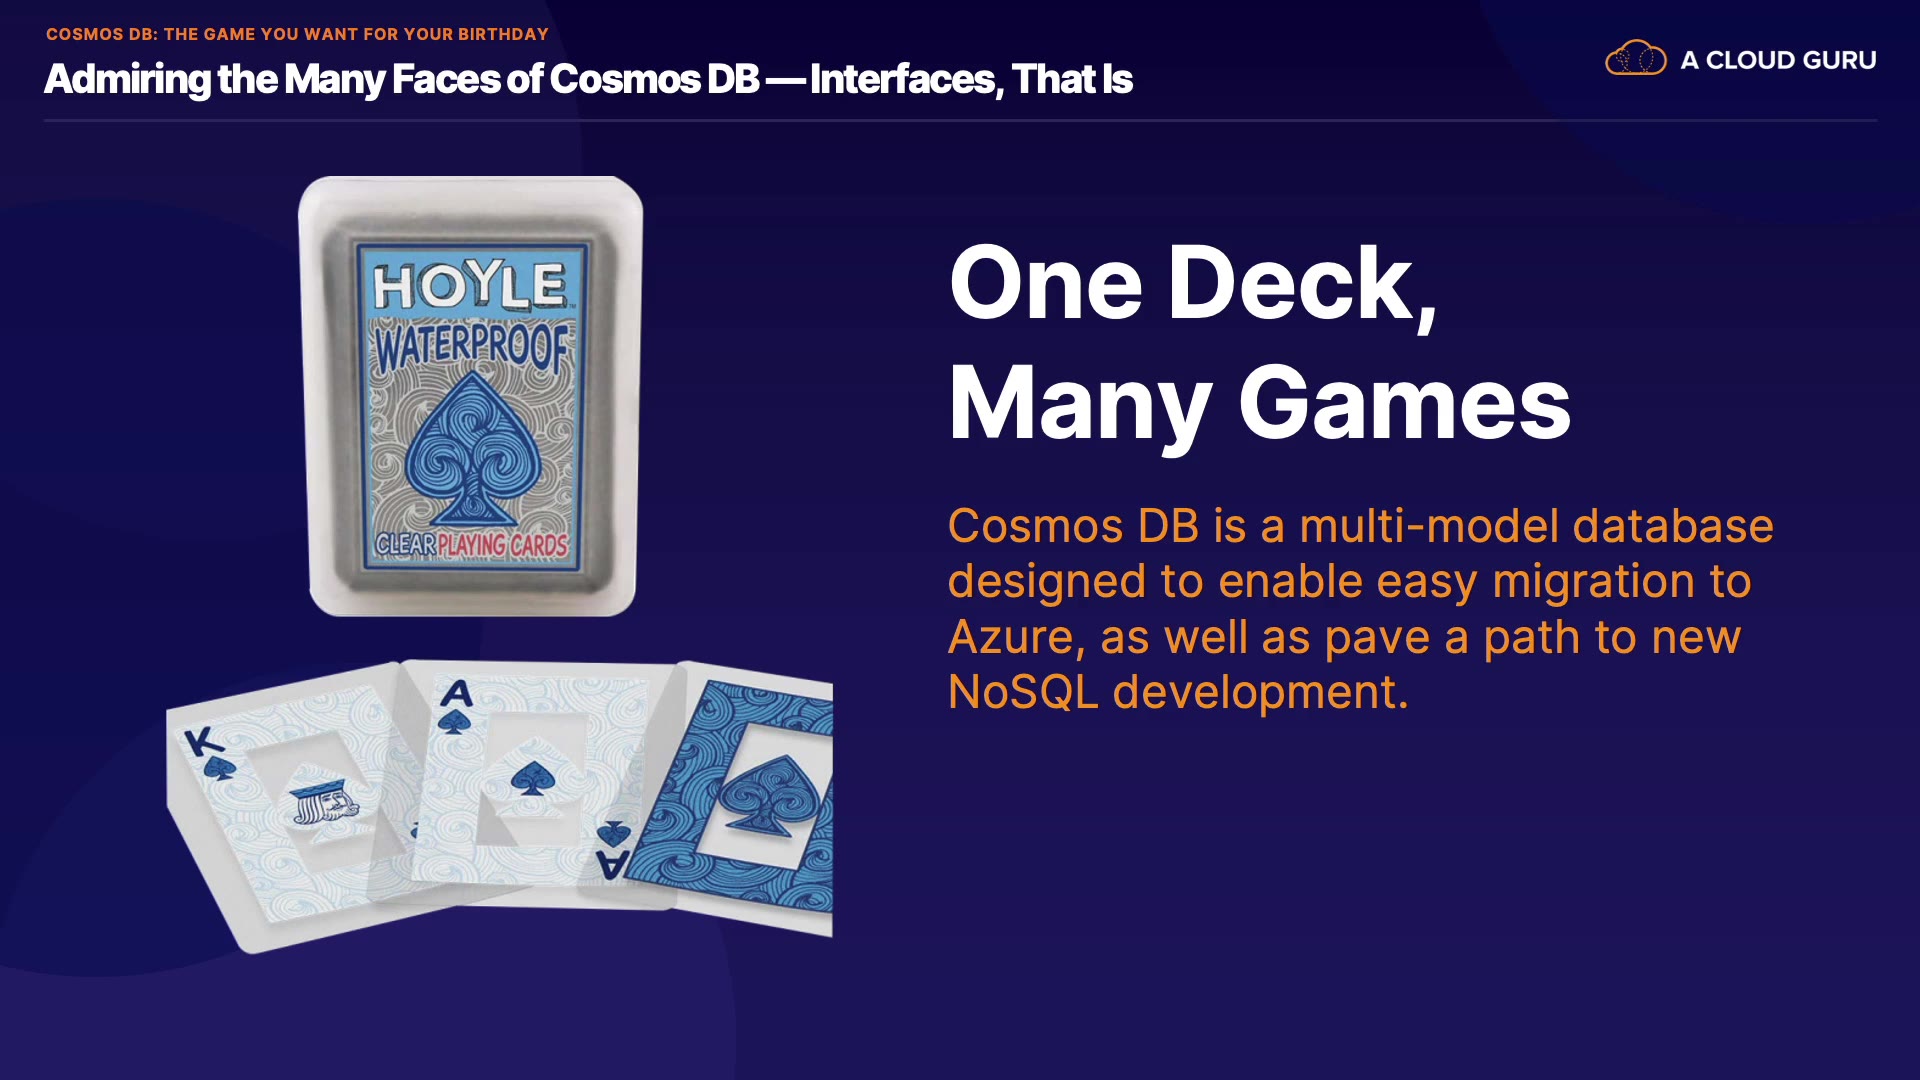 COSMOS DB: THE GAME YOU WANT FOR YOUR BIRTHDAY
Admiring the Many Faces of Cosmos DB — Interfaces, That Is
A CLOUD GURU
HOYLE™
WATERPROOF
CLEAR PLAYING CARDS
K
A
A
One Deck,
Many Games
Cosmos DB is a multi-model database
designed to enable easy migration to
Azure, as well as pave a path to new
NoSQL development.